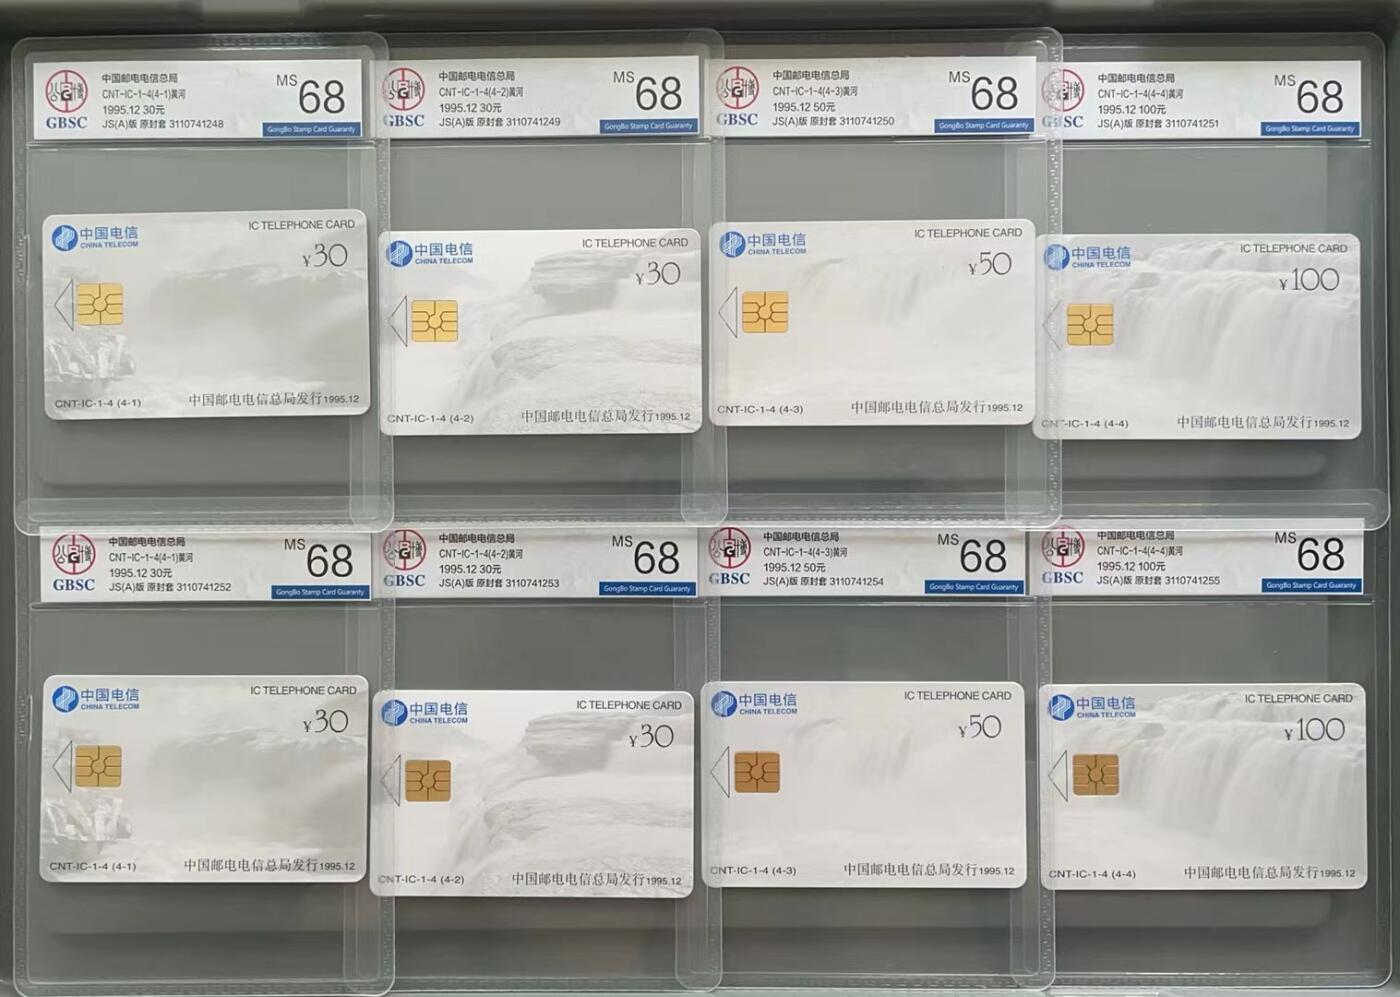 中国邮电电信总局
CNT-IC-1-4(4-1)黄河
1995.12 30元
JS(A)版 原封套 3110741248
MS 68
GBSC
GongBo Stamp Card Guaranty
中国邮电电信总局
CNT-IC-1-4(4-2)黄河
1995.12 30元
JS(A)版 原封套 3110741249
MS 68
GBSC
GongBo Stamp Card Guaranty
中国邮电电信总局
CNT-IC-1-4(4-3)黄河
1995.12 50元
JS(A)版 原封套 3110741250
MS 68
GBSC
GongBo Stamp Card Guaranty
中国邮电电信总局
CNT-IC-1-4(4-4)黄河
1995.12 100元
JS(A)版 原封套 3110741251
MS 68
GBSC
GongBo Stamp Card Guaranty
中国电信
CHINA TELECOM
IC TELEPHONE CARD
¥30
CNT-IC-1-4 (4-1)
中国邮电电信总局发行1995.12
中国电信
CHINA TELECOM
IC TELEPHONE CARD
¥30
CNT-IC-1-4 (4-2)
中国邮电电信总局发行1995.12
中国电信
CHINA TELECOM
IC TELEPHONE CARD
¥50
CNT-IC-1-4 (4-3)
中国邮电电信总局发行1995.12
中国电信
CHINA TELECOM
IC TELEPHONE CARD
¥100
CNT-IC-1-4 (4-4)
中国邮电电信总局发行1995.12
中国邮电电信总局
CNT-IC-1-4(4-1)黄河
1995.12 30元
JS(A)版 原封套 3110741252
MS 68
GBSC
GongBo Stamp Card Guaranty
中国邮电电信总局
CNT-IC-1-4(4-2)黄河
1995.12 30元
JS(A)版 原封套 3110741253
MS 68
GBSC
GongBo Stamp Card Guaranty
中国邮电电信总局
CNT-IC-1-4(4-3)黄河
1995.12 50元
JS(A)版 原封套 3110741254
MS 68
GBSC
GongBo Stamp Card Guaranty
中国邮电电信总局
CNT-IC-1-4(4-4)黄河
1995.12 100元
JS(A)版 原封套 3110741255
MS 68
GBSC
GongBo Stamp Card Guaranty
中国电信
CHINA TELECOM
IC TELEPHONE CARD
¥30
CNT-IC-1-4 (4-1)
中国邮电电信总局发行1995.12
中国电信
CHINA TELECOM
IC TELEPHONE CARD
¥30
CNT-IC-1-4 (4-2)
中国邮电电信总局发行1995.12
中国电信
CHINA TELECOM
IC TELEPHONE CARD
¥50
CNT-IC-1-4 (4-3)
中国邮电电信总局发行1995.12
中国电信
CHINA TELECOM
IC TELEPHONE CARD
¥100
CNT-IC-1-4 (4-4)
中国邮电电信总局发行1995.12